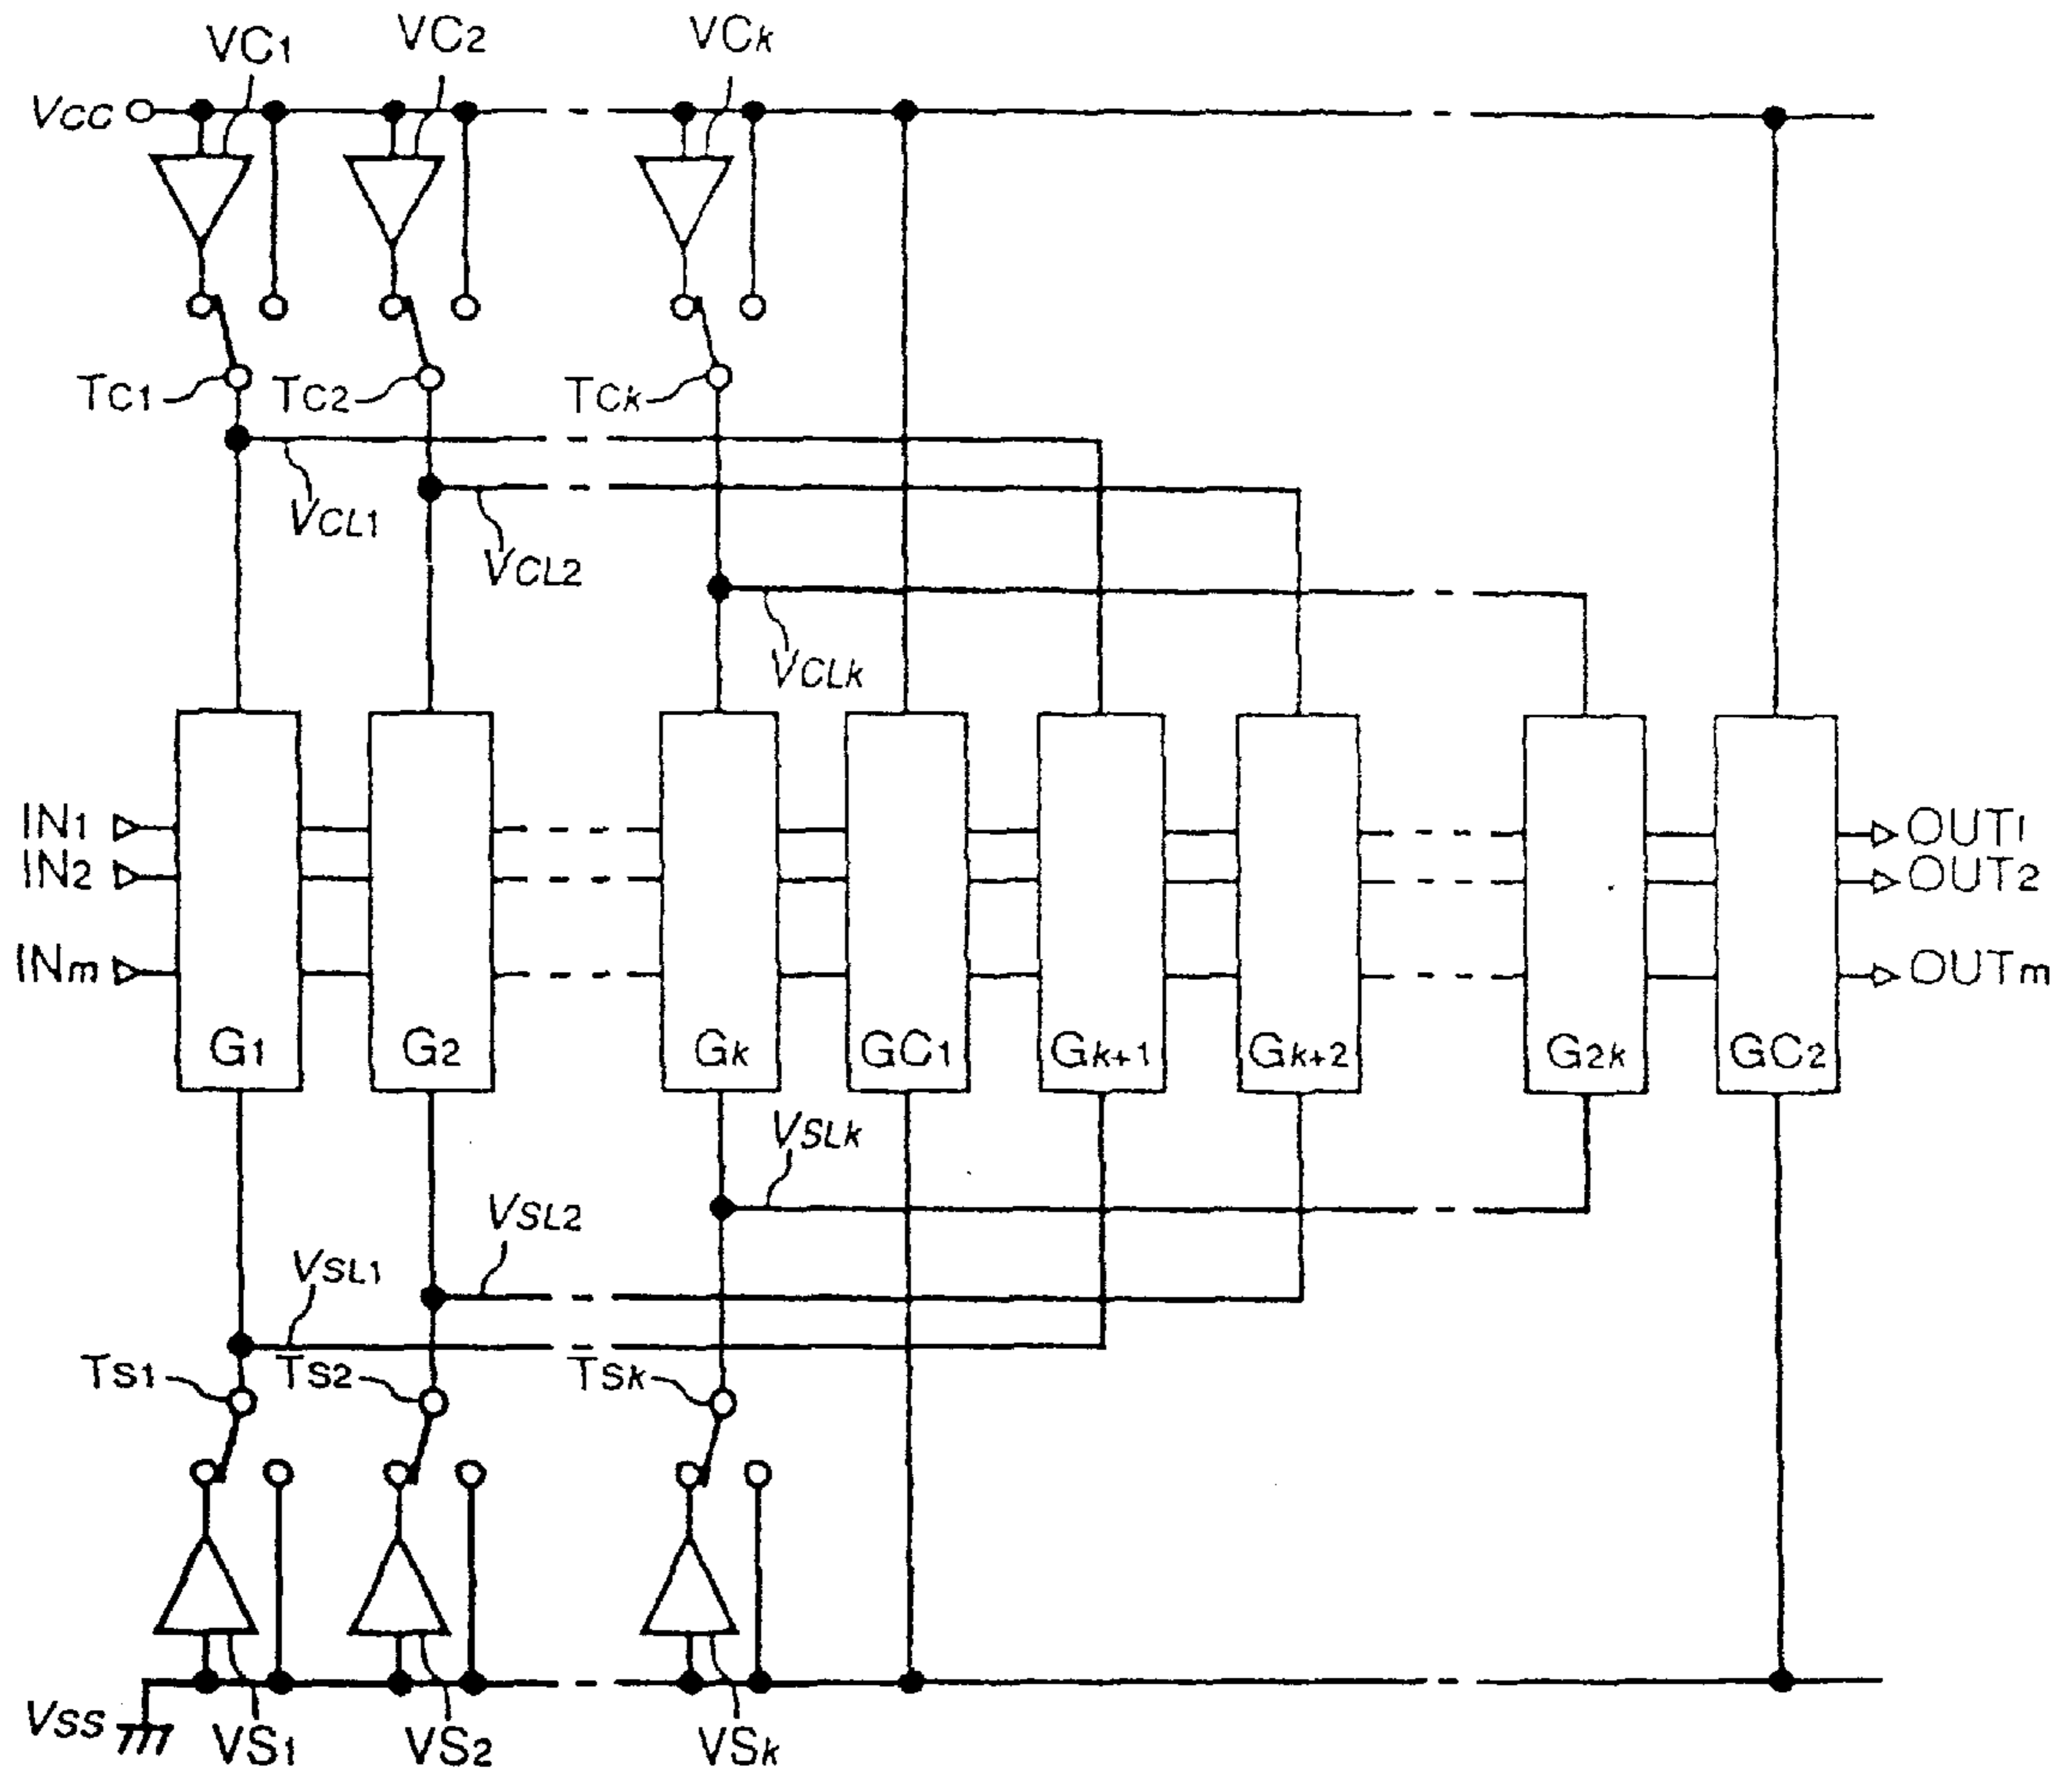 VC1 VC2 VCk
VCC
TC1 TC2 TCk
VCL1
VCL2
VCLk
IN1 OUT1
IN2 OUT2
INm OUTm
G1 G2 Gk GC1 Gk+1 Gk+2 G2k GC2
VSLk
VSL2
VSL1
TS1 TS2 TSk
VSS
VS1 VS2 VSk